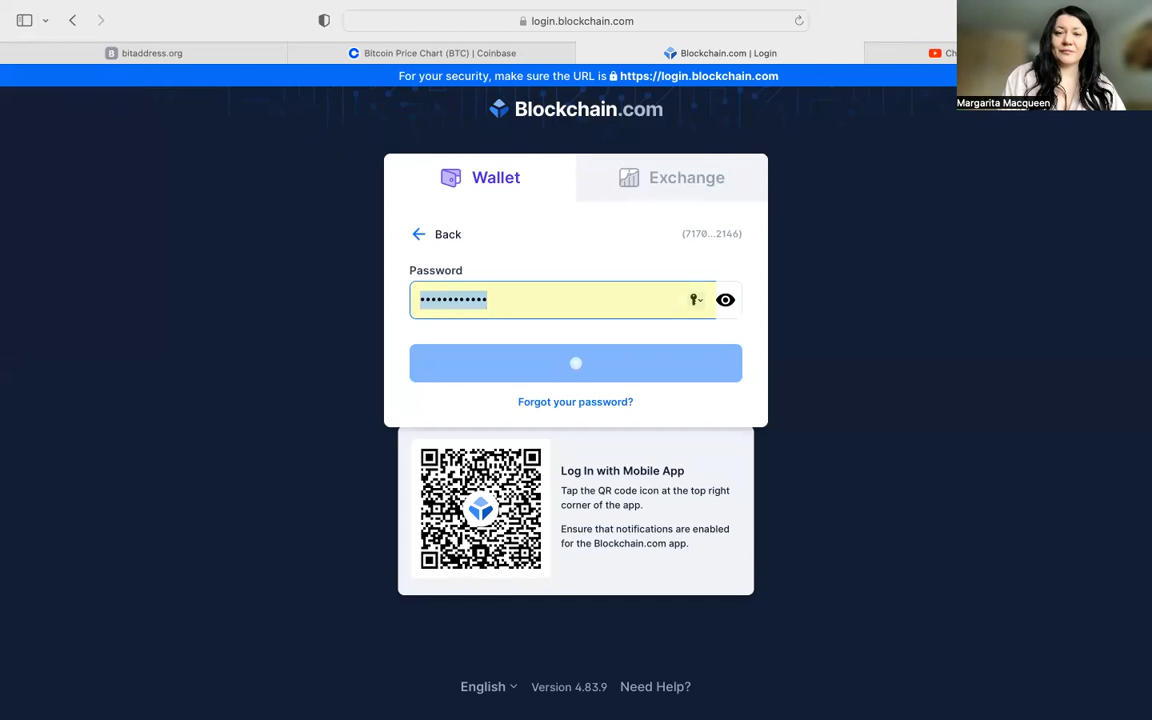 login.blockchain.com
bitaddress.org
Bitcoin Price Chart (BTC) | Coinbase
Blockchain.com | Login
Ch
For your security, make sure the URL is https://login.blockchain.com
Blockchain.com
Margarita Macqueen
Wallet
Exchange
Back
(7170...2146)
Password
Forgot your password?
Log In with Mobile App
Tap the QR code icon at the top right
corner of the app.
Ensure that notifications are enabled
for the Blockchain.com app.
English
Version 4.83.9
Need Help?